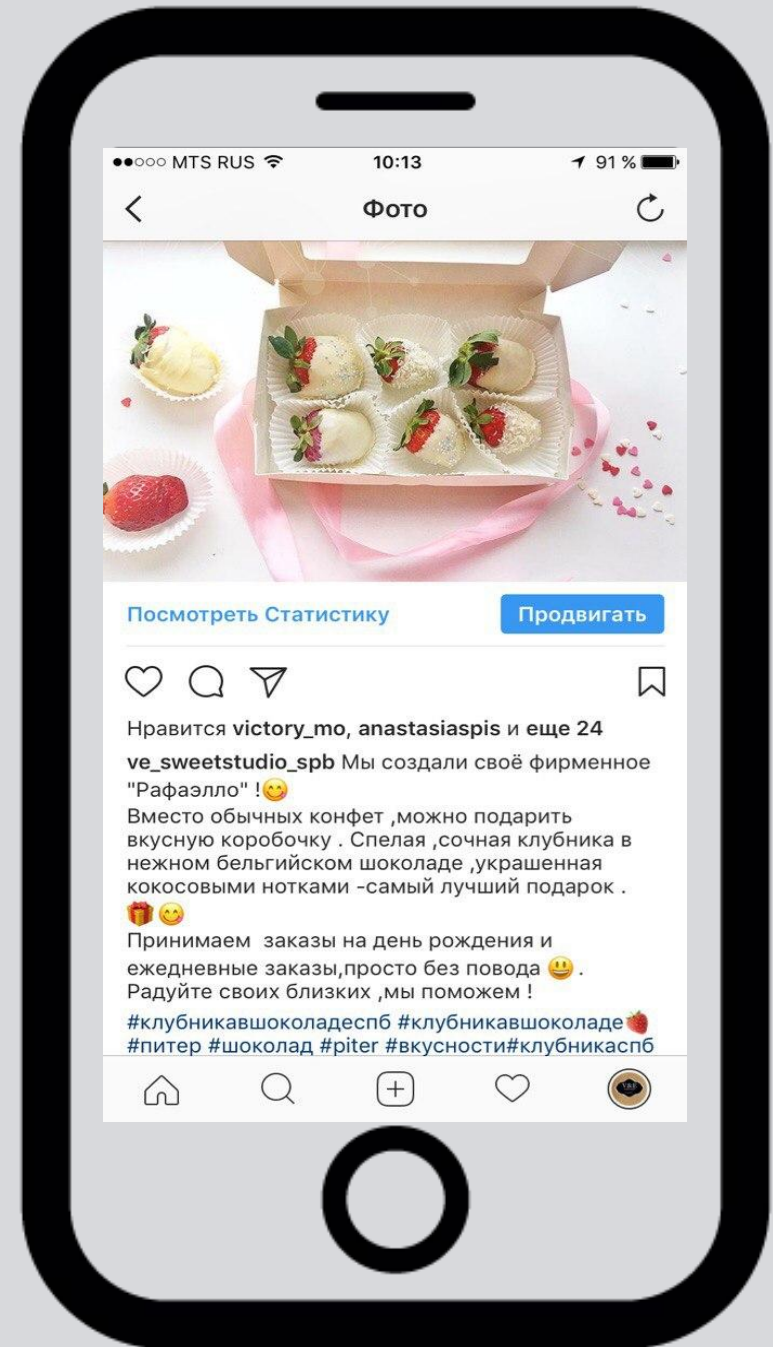 MTS RUS 10:13 91 %
Фото
Посмотреть Статистику Продвигать
Нравится victory_mo, anastasiaspis и еще 24
ve_sweetstudio_spb Мы создали своё фирменное
"Рафаэлло" !😋
Вместо обычных конфет ,можно подарить
вкусную коробочку . Спелая ,сочная клубника в
нежном бельгийском шоколаде ,украшенная
кокосовыми нотками -самый лучший подарок .
🎁😋
Принимаем  заказы на день рождения и
ежедневные заказы,просто без повода 😃 .
Радуйте своих близких ,мы поможем !
#клубникавшоколадеспб #клубникавшоколаде🍓
#питер #шоколад #piter #вкусности#клубникаспб